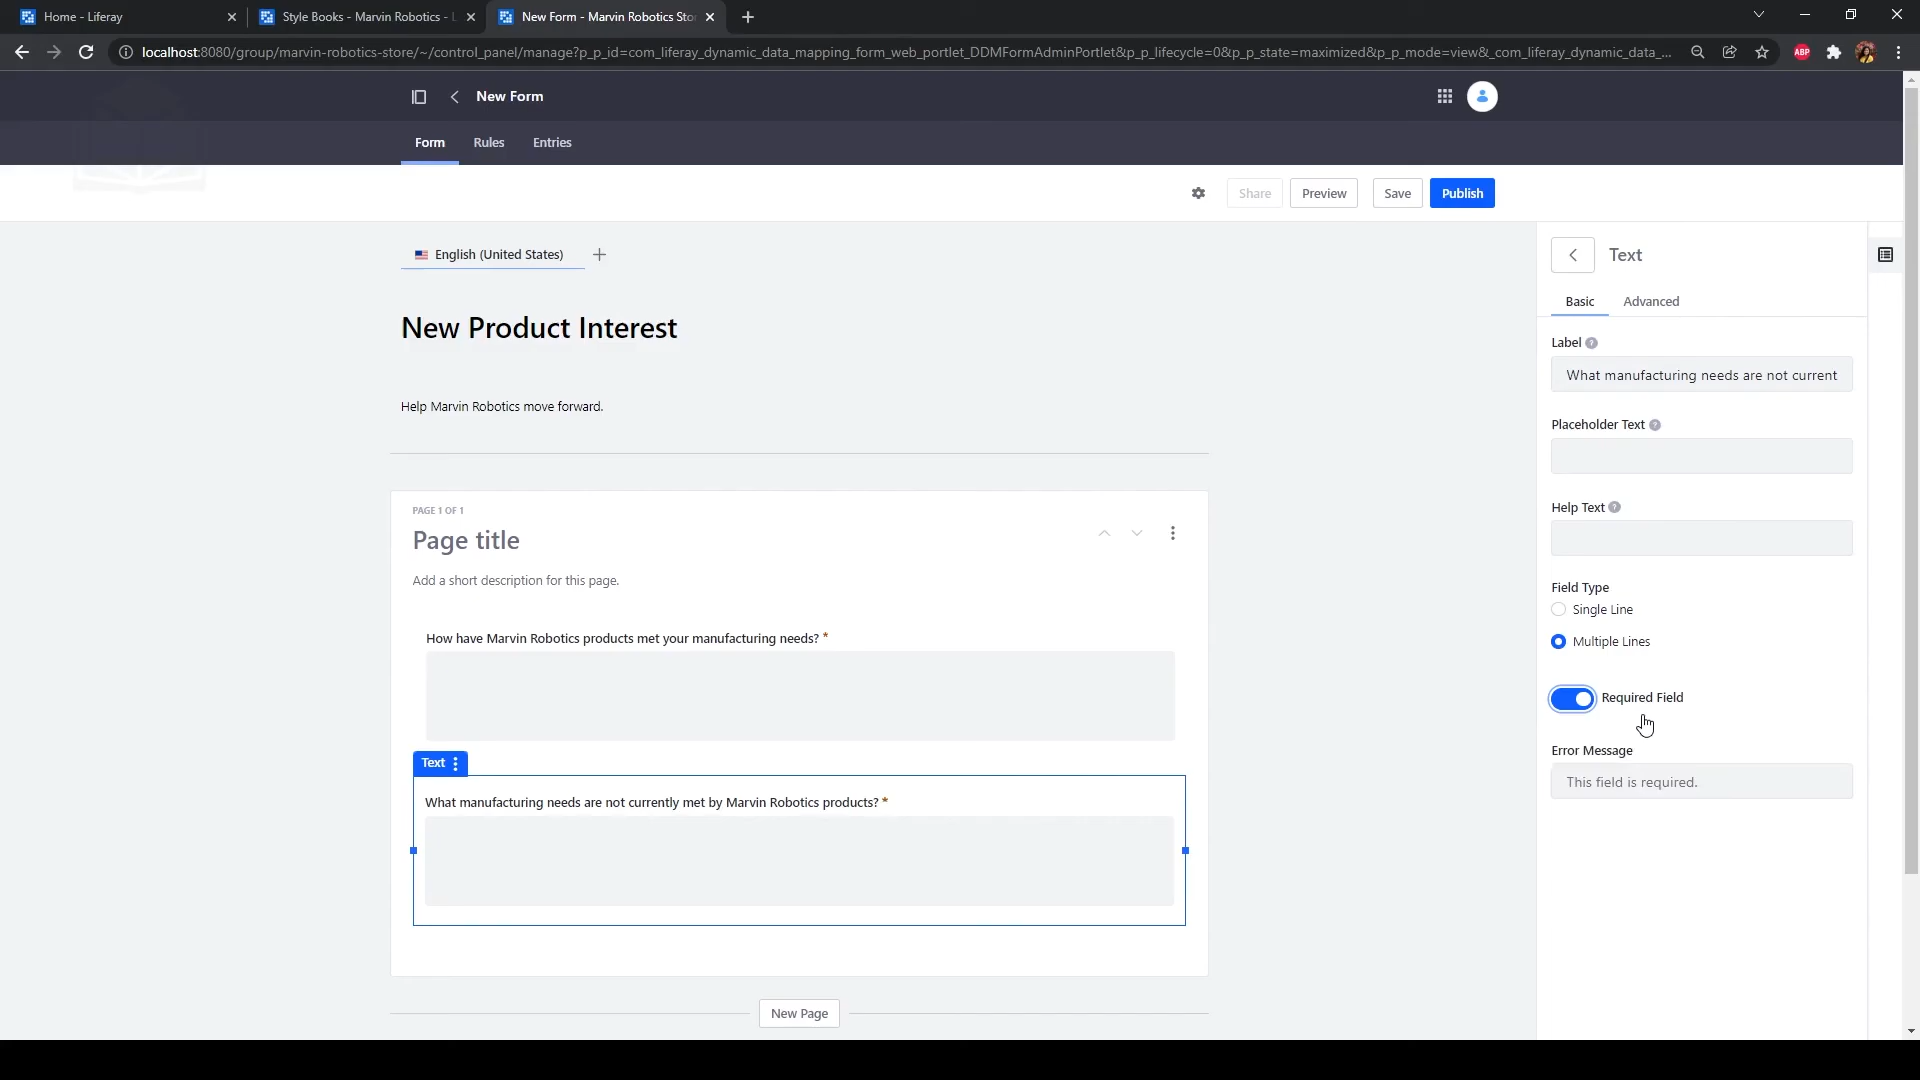 Home - Liferay
Style Books - Marvin Robotics - L
New Form - Marvin Robotics Stor
localhost:8080/group/marvin-robotics-store/~/control_panel/manage?p_p_id=com_liferay_dynamic_data_mapping_form_web_portlet_DDMFormAdminPortlet&p_p_lifecycle=0&p_p_state=maximized&p_p_mode=view&_com_liferay_dynamic_data_...
ABP
New Form
Form Rules Entries
Share Preview Save Publish
English (United States)
New Product Interest
Help Marvin Robotics move forward.
PAGE 1 OF 1
Page title
Add a short description for this page.
How have Marvin Robotics products met your manufacturing needs? *
Text
What manufacturing needs are not currently met by Marvin Robotics products? *
New Page
Text
Basic Advanced
Label ?
What manufacturing needs are not current
Placeholder Text ?
Help Text ?
Field Type
Single Line
Multiple Lines
Required Field
Error Message
This field is required.